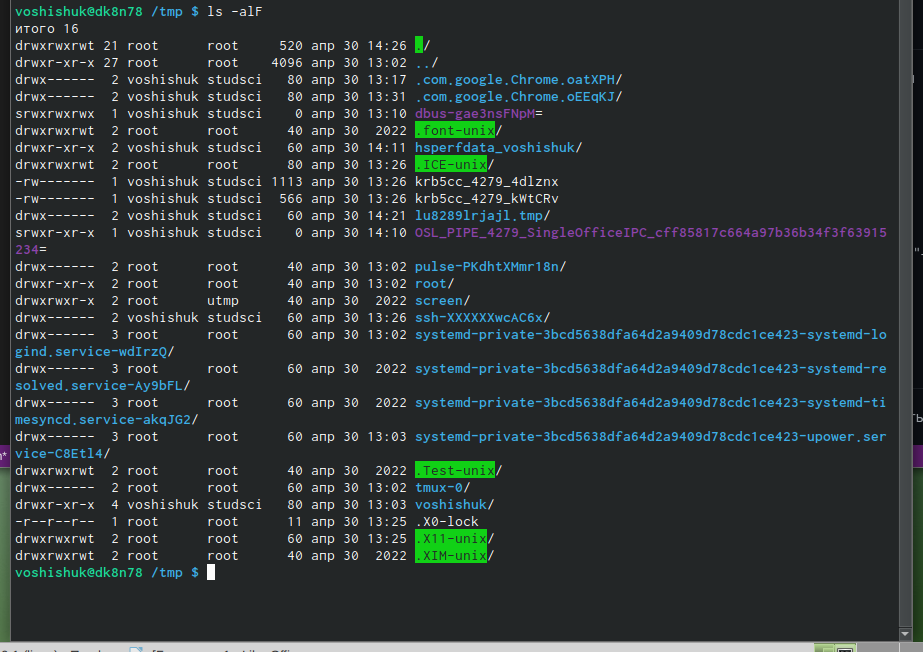 voshishuk@dk8n78 /tmp $ ls -alF
итого 16
drwxrwxrwt 21 root      root     520 апр 30 14:26 ./
drwxr-xr-x 27 root      root    4096 апр 30 13:02 ../
drwx------  2 voshishuk studsci   80 апр 30 13:17 .com.google.Chrome.oatXPH/
drwx------  2 voshishuk studsci   80 апр 30 13:31 .com.google.Chrome.oEEqKJ/
srwxrwxrwx  1 voshishuk studsci    0 апр 30 13:10 dbus-gae3nsFNpM=
drwxrwxrwt  2 root      root      40 апр 30  2022 .font-unix/
drwxr-xr-x  2 voshishuk studsci   60 апр 30 14:11 hsperfdata_voshishuk/
drwxrwxrwt  2 root      root      80 апр 30 13:26 .ICE-unix/
-rw-------  1 voshishuk studsci 1113 апр 30 13:26 krb5cc_4279_4dlznx
-rw-------  1 voshishuk studsci  566 апр 30 13:26 krb5cc_4279_kWtCRv
drwx------  2 voshishuk studsci   60 апр 30 14:21 lu8289lrjajl.tmp/
srwxr-xr-x  1 voshishuk studsci    0 апр 30 14:10 OSL_PIPE_4279_SingleOfficeIPC_cff85817c664a97b36b34f3f63915
234=
drwx------  2 root      root      40 апр 30 13:02 pulse-PKdhtXMmr18n/
drwxr-xr-x  2 root      root      40 апр 30 13:02 root/
drwxrwxr-x  2 root      utmp      40 апр 30  2022 screen/
drwx------  2 voshishuk studsci   60 апр 30 13:26 ssh-XXXXXXwcAC6x/
drwx------  3 root      root      60 апр 30 13:02 systemd-private-3bcd5638dfa64d2a9409d78cdc1ce423-systemd-lo
gind.service-wdIrzQ/
drwx------  3 root      root      60 апр 30  2022 systemd-private-3bcd5638dfa64d2a9409d78cdc1ce423-systemd-re
solved.service-Ay9bFL/
drwx------  3 root      root      60 апр 30  2022 systemd-private-3bcd5638dfa64d2a9409d78cdc1ce423-systemd-ti
mesyncd.service-akqJG2/
drwx------  3 root      root      60 апр 30 13:03 systemd-private-3bcd5638dfa64d2a9409d78cdc1ce423-upower.ser
vice-C8Etl4/
drwxrwxrwt  2 root      root      40 апр 30  2022 .Test-unix/
drwx------  2 root      root      60 апр 30 13:02 tmux-0/
drwxr-xr-x  4 voshishuk studsci   80 апр 30 13:03 voshishuk/
-r--r--r--  1 root      root      11 апр 30 13:25 .X0-lock
drwxrwxrwt  2 root      root      60 апр 30 13:25 .X11-unix/
drwxrwxrwt  2 root      root      40 апр 30  2022 .XIM-unix/
voshishuk@dk8n78 /tmp $